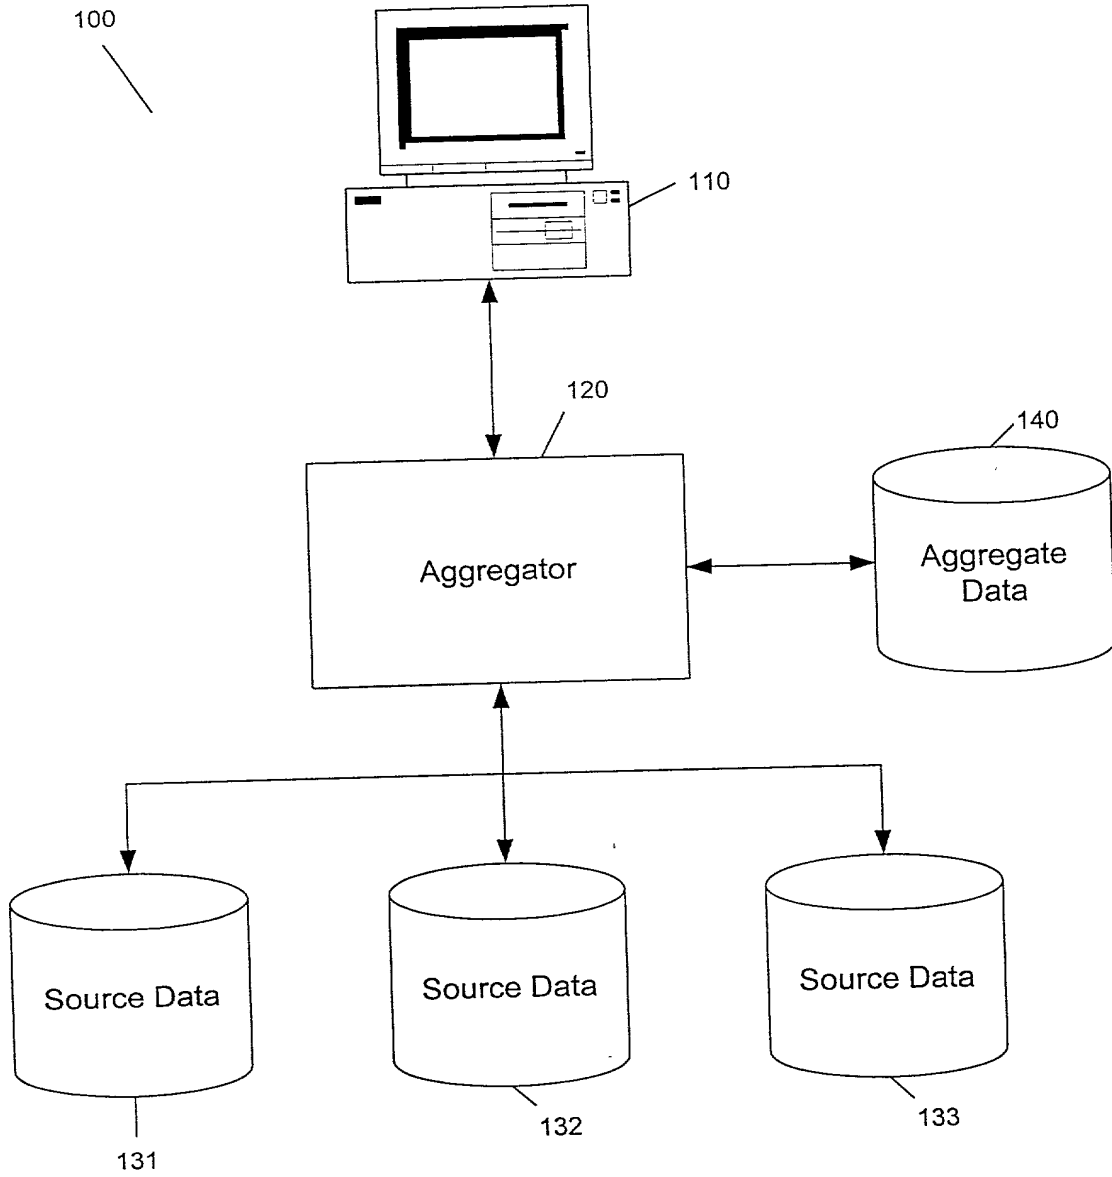 100
110
120
140
Aggregator
Aggregate
Data
Source Data
Source Data
Source Data
131
132
133